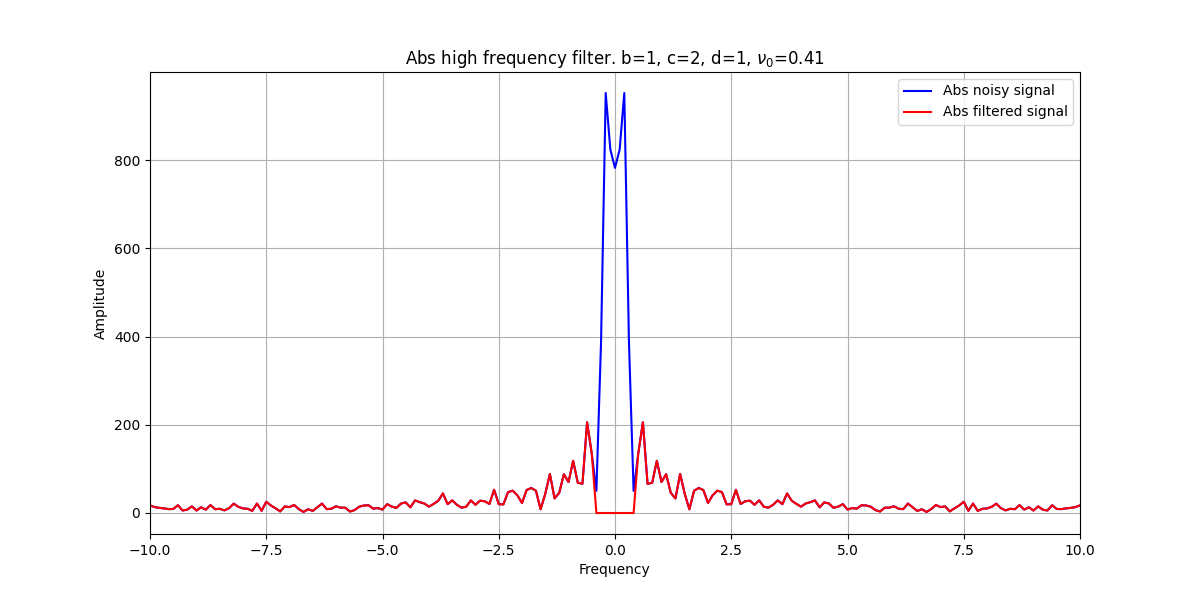 Abs high frequency filter. b=1, c=2, d=1, ν₀=0.41
Abs noisy signal
Abs filtered signal
Amplitude
800
600
400
200
0
−10.0 −7.5 −5.0 −2.5 0.0 2.5 5.0 7.5 10.0
Frequency